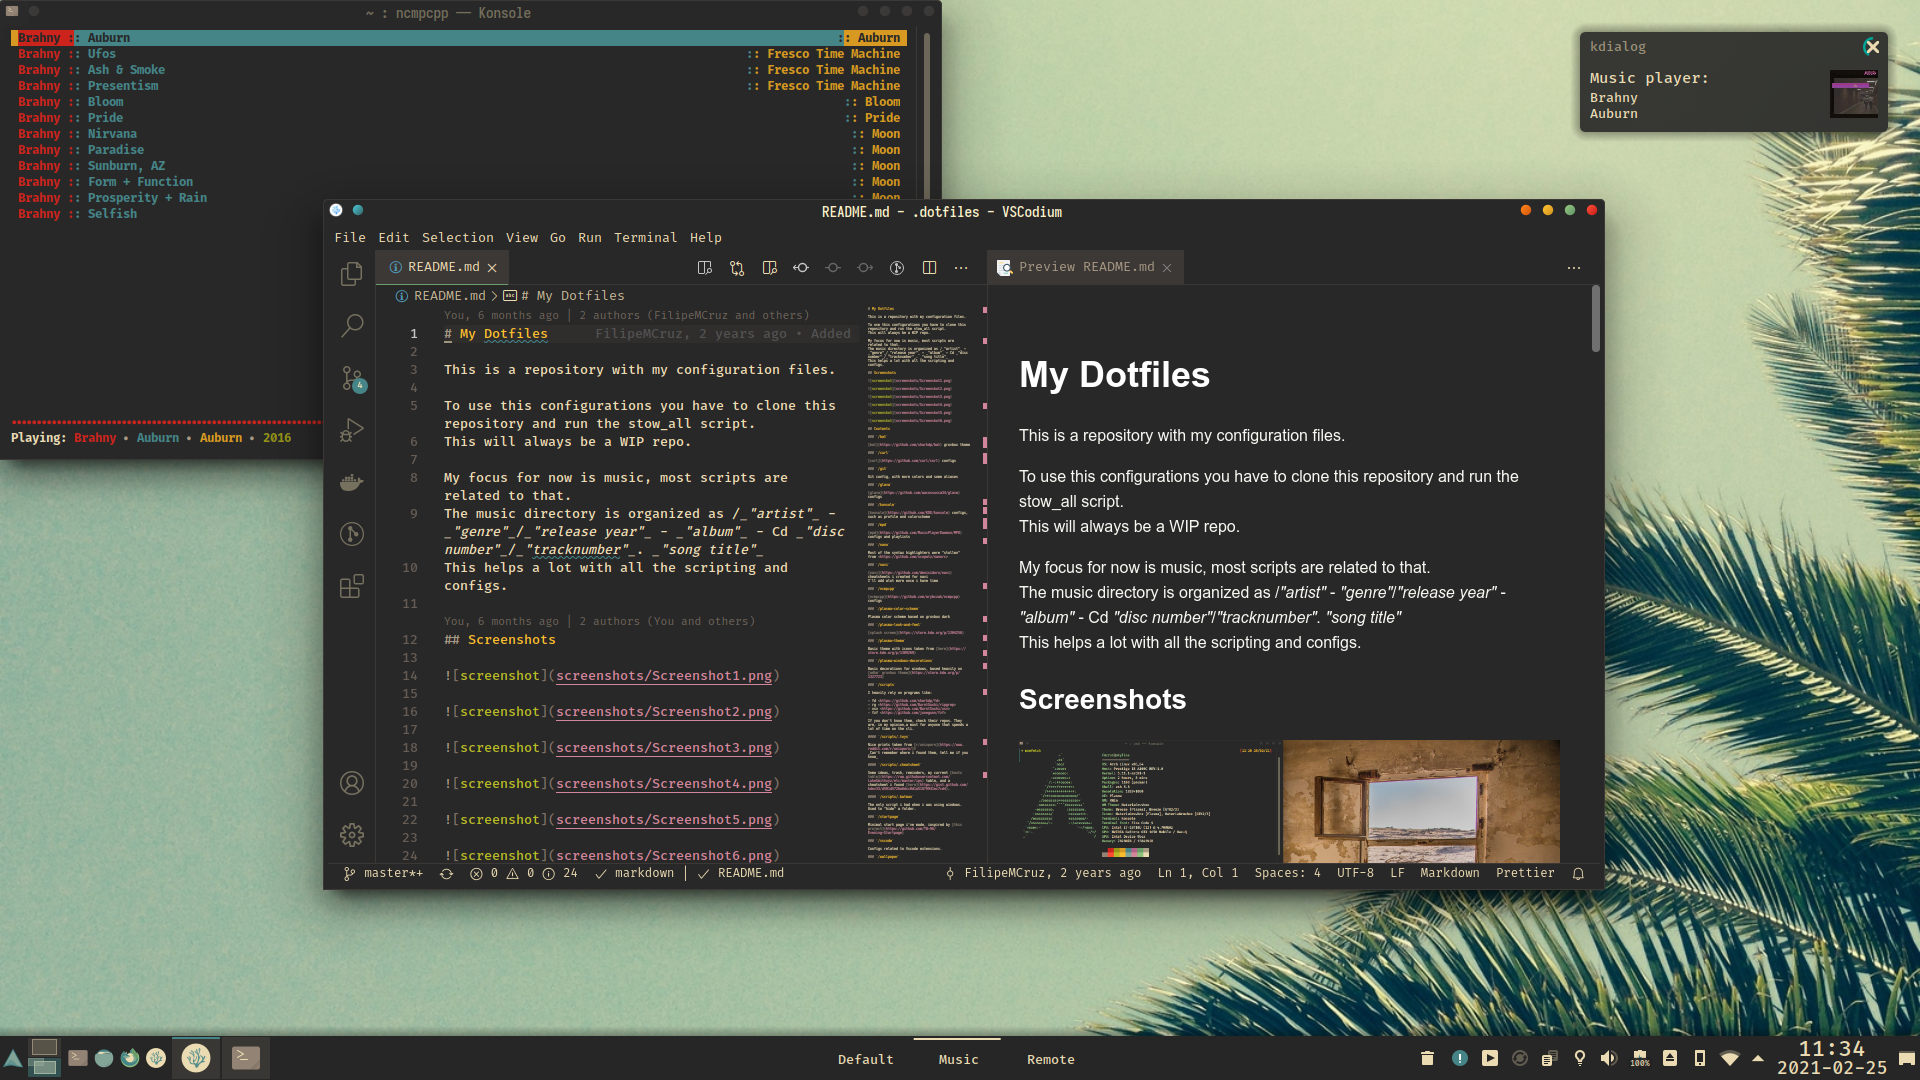 ~ : ncmpcpp — Konsole
Brahny :: Auburn :: Auburn
Brahny :: Ufos :: Fresco Time Machine
Brahny :: Ash & Smoke :: Fresco Time Machine
Brahny :: Presentism :: Fresco Time Machine
Brahny :: Bloom :: Bloom
Brahny :: Pride :: Pride
Brahny :: Nirvana :: Moon
Brahny :: Paradise :: Moon
Brahny :: Sunburn, AZ :: Moon
Brahny :: Form + Function :: Moon
Brahny :: Prosperity + Rain :: Moon
Brahny :: Selfish
Playing: Brahny • Auburn • Auburn • 2016
kdialog
Music player:
Brahny
Auburn
README.md - .dotfiles - VSCodium
File Edit Selection View Go Run Terminal Help
README.md
README.md > # My Dotfiles
You, 6 months ago | 2 authors (FilipeMCruz and others)
1 # My Dotfiles FilipeMCruz, 2 years ago • Added
2
3 This is a repository with my configuration files.
4
5 To use this configurations you have to clone this
repository and run the stow_all script.
6 This will always be a WIP repo.
7
8 My focus for now is music, most scripts are
related to that.
9 The music directory is organized as /_"artist"_ -
_"genre"_/_"release year"_ - _"album"_ - Cd _"disc
number"_/_"tracknumber"_. _"song title"_
10 This helps a lot with all the scripting and
configs.
11
You, 6 months ago | 2 authors (You and others)
12 ## Screenshots
13
14 ![screenshot](screenshots/Screenshot1.png)
15
16 ![screenshot](screenshots/Screenshot2.png)
17
18 ![screenshot](screenshots/Screenshot3.png)
19
20 ![screenshot](screenshots/Screenshot4.png)
21
22 ![screenshot](screenshots/Screenshot5.png)
23
24 ![screenshot](screenshots/Screenshot6.png)
Preview README.md
My Dotfiles
This is a repository with my configuration files.
To use this configurations you have to clone this repository and run the
stow_all script.
This will always be a WIP repo.
My focus for now is music, most scripts are related to that.
The music directory is organized as /"artist" - "genre"/"release year" -
"album" - Cd "disc number"/"tracknumber". "song title"
This helps a lot with all the scripting and configs.
Screenshots
4
master*+ 0 0 24 markdown | README.md
FilipeMCruz, 2 years ago Ln 1, Col 1 Spaces: 4 UTF-8 LF Markdown Prettier
Default Music Remote
100%
11:34
2021-02-25